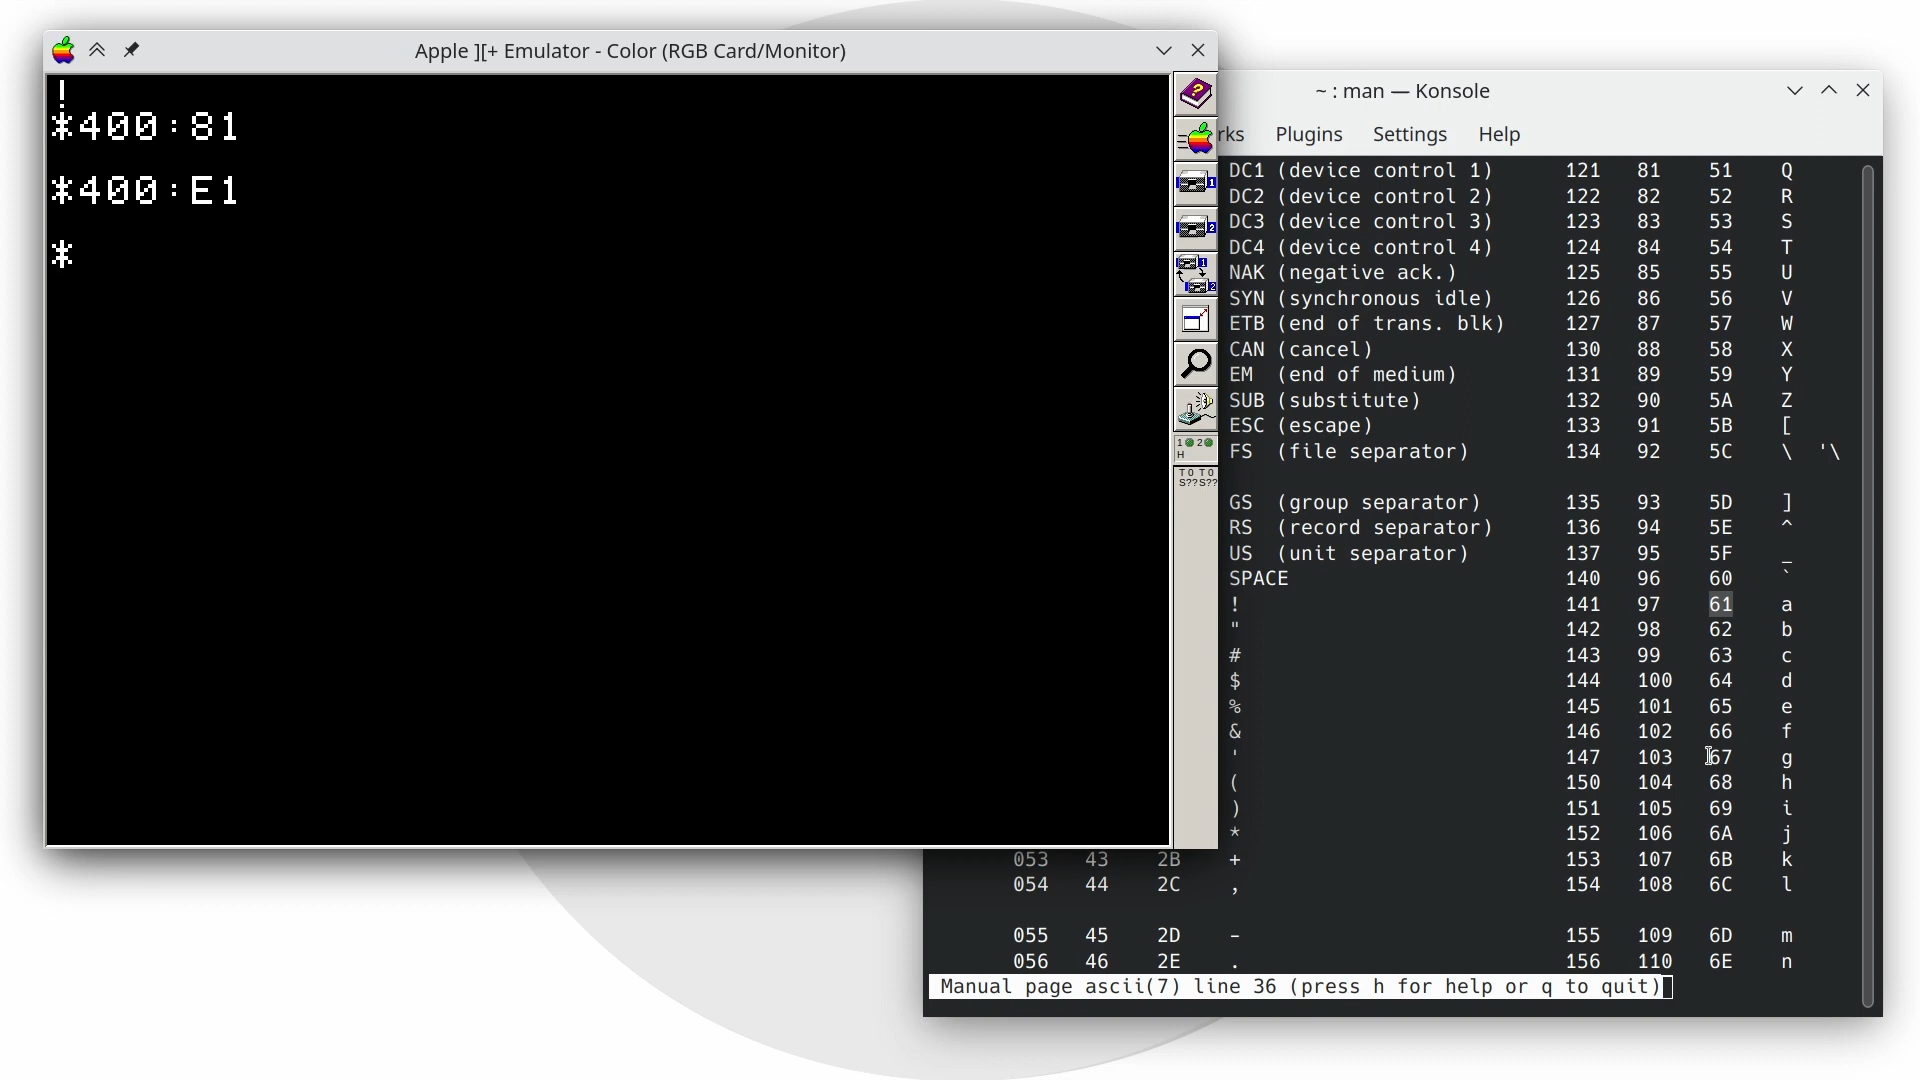 Apple ][+ Emulator - Color (RGB Card/Monitor)
!
*400:81
*400:E1
*
1 2
H
T0 T0
S?? S??
~ : man — Konsole
rks Plugins Settings Help
DC1 (device control 1) 121 81 51 Q
DC2 (device control 2) 122 82 52 R
DC3 (device control 3) 123 83 53 S
DC4 (device control 4) 124 84 54 T
NAK (negative ack.) 125 85 55 U
SYN (synchronous idle) 126 86 56 V
ETB (end of trans. blk) 127 87 57 W
CAN (cancel) 130 88 58 X
EM (end of medium) 131 89 59 Y
SUB (substitute) 132 90 5A Z
ESC (escape) 133 91 5B [
FS (file separator) 134 92 5C \ '\
GS (group separator) 135 93 5D ]
RS (record separator) 136 94 5E ^
US (unit separator) 137 95 5F _
SPACE 140 96 60 `
! 141 97 61 a
" 142 98 62 b
# 143 99 63 c
$ 144 100 64 d
% 145 101 65 e
& 146 102 66 f
' 147 103 67 g
( 150 104 68 h
) 151 105 69 i
* 152 106 6A j
053 43 2B + 153 107 6B k
054 44 2C , 154 108 6C l
055 45 2D - 155 109 6D m
056 46 2E . 156 110 6E n
Manual page ascii(7) line 36 (press h for help or q to quit)